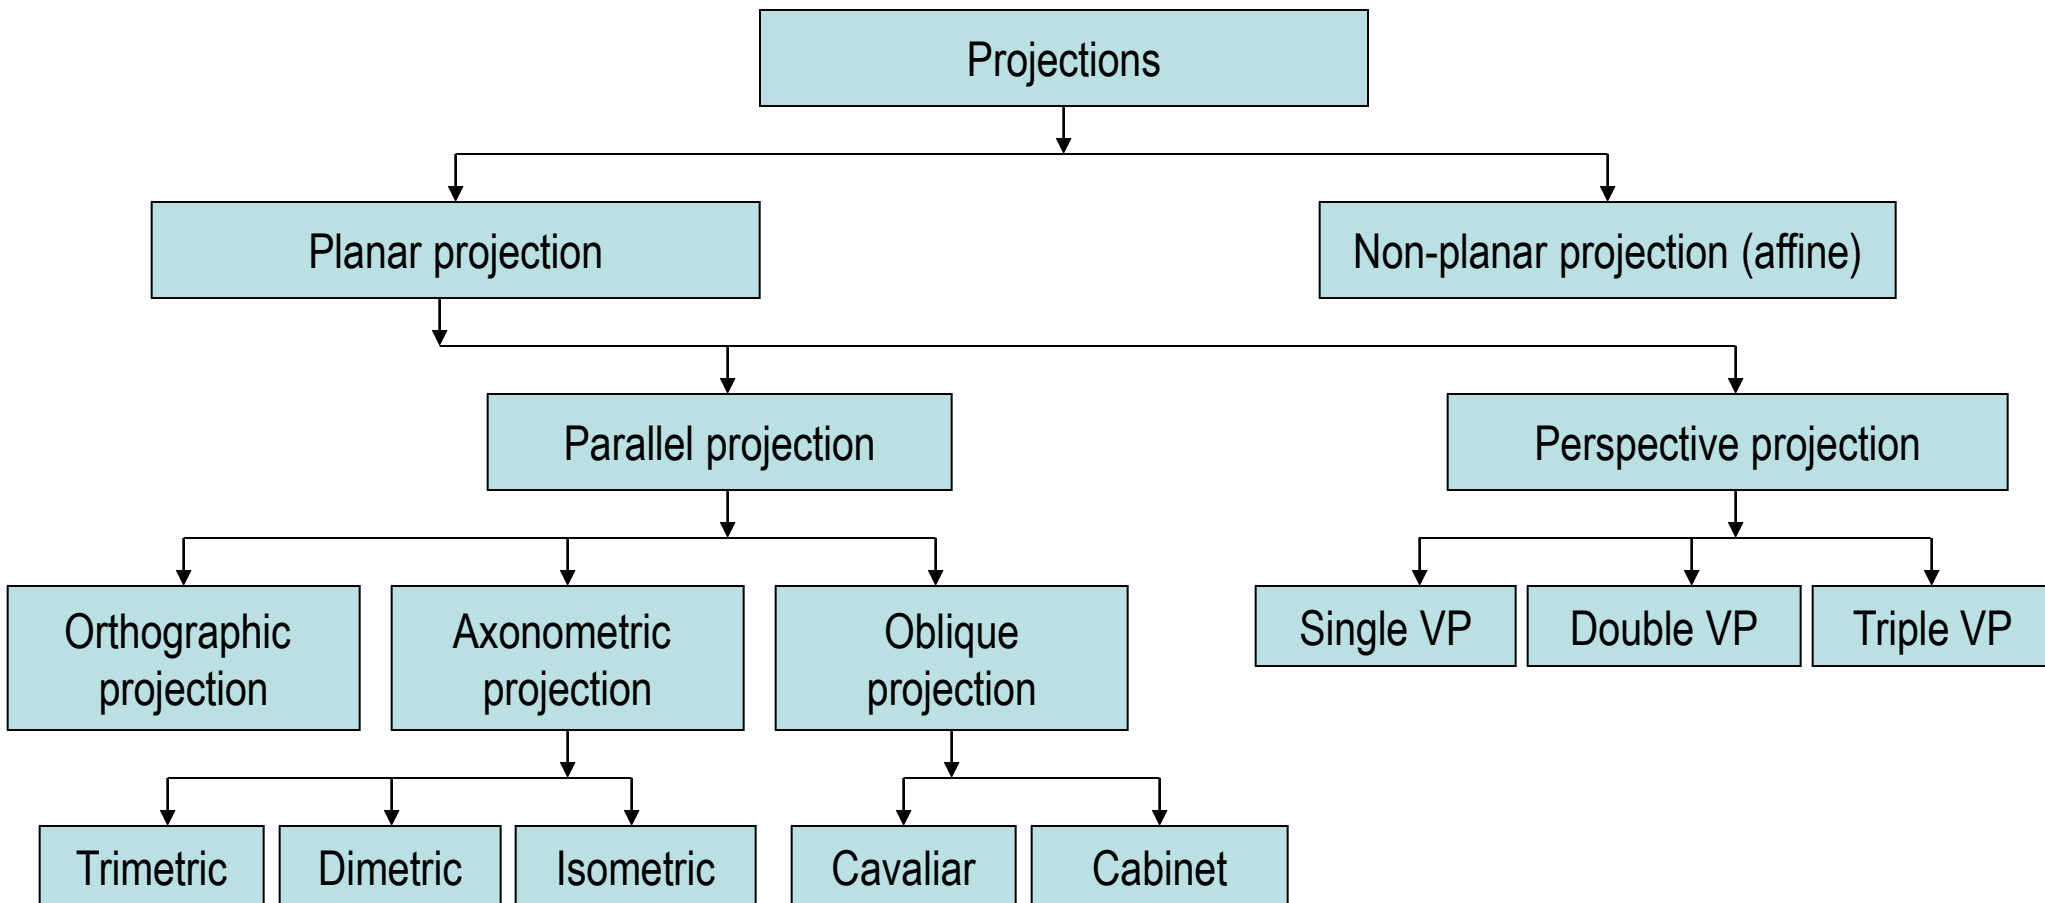 Projections
Planar projection
Non-planar projection (affine)
Parallel projection
Perspective projection
Orthographic
projection
Axonometric
projection
Oblique
projection
Single VP
Double VP
Triple VP
Trimetric
Dimetric
Isometric
Cavaliar
Cabinet